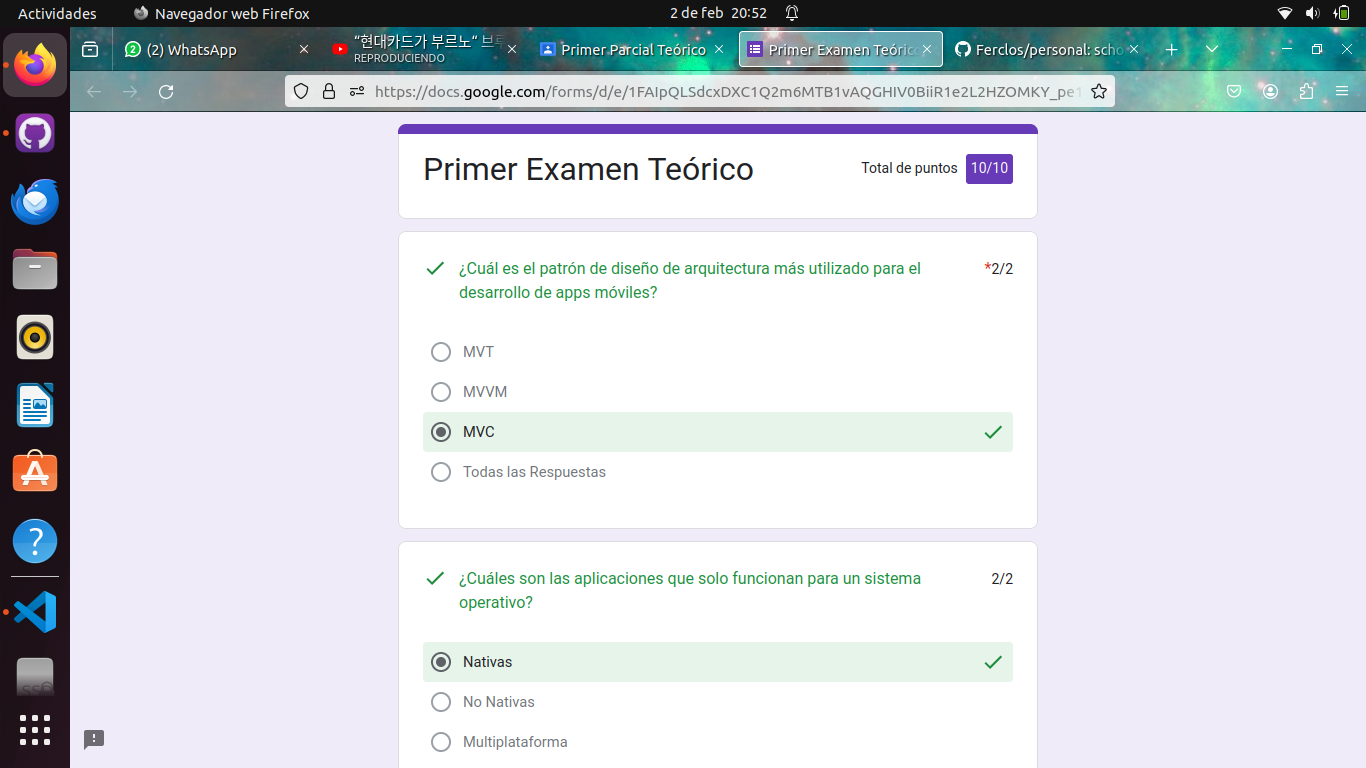 Actividades
Navegador web Firefox
2 de feb 20:52
(2) WhatsApp
“현대카드가 부르노“ 브
REPRODUCIENDO
Primer Parcial Teórico
Primer Examen Teórico
Ferclos/personal: scho
https://docs.google.com/forms/d/e/1FAIpQLSdcxDXC1Q2m6MTB1vAQGHIV0BiiR1e2L2HZOMKY_pe1
Primer Examen Teórico
Total de puntos 10/10
¿Cuál es el patrón de diseño de arquitectura más utilizado para el
desarrollo de apps móviles?
*2/2
MVT
MVVM
MVC
Todas las Respuestas
¿Cuáles son las aplicaciones que solo funcionan para un sistema
operativo?
2/2
Nativas
No Nativas
Multiplataforma